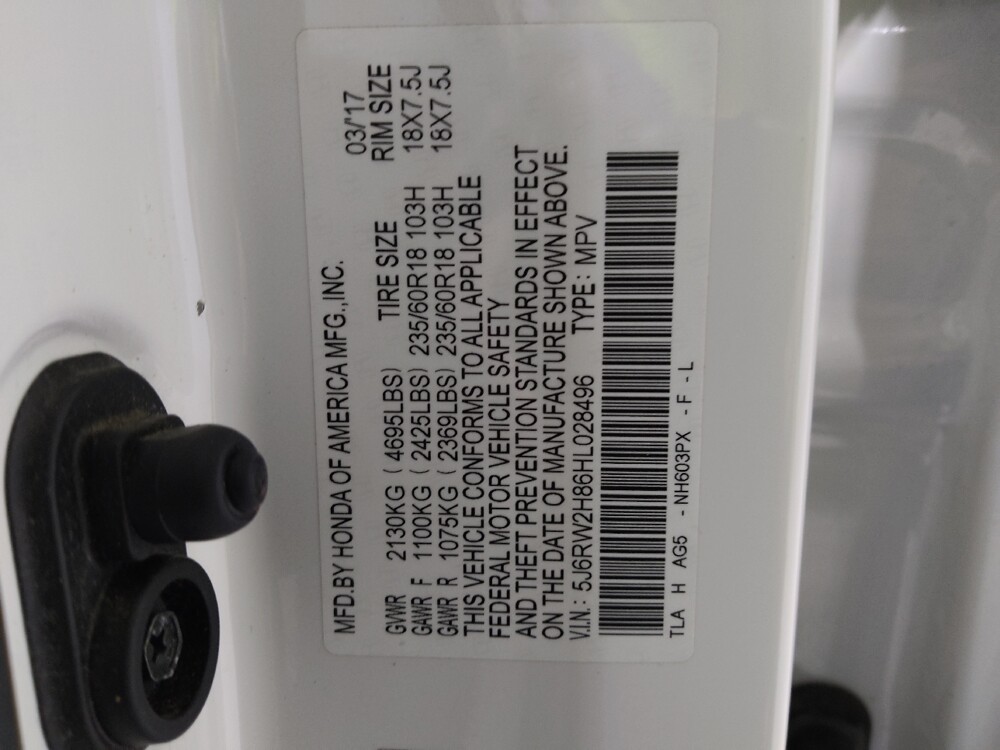 MFD.BY HONDA OF AMERICA MFG.,INC. 03/'17
TIRE SIZE RIM SIZE
GVWR 2130KG ( 4695LBS)
GAWR F 1100KG ( 2425LBS) 235/60R18 103H 18X7.5J
GAWR R 1075KG ( 2369LBS) 235/60R18 103H 18X7.5J
THIS VEHICLE CONFORMS TO ALL APPLICABLE
FEDERAL MOTOR VEHICLE SAFETY
AND THEFT PREVENTION STANDARDS IN EFFECT
ON THE DATE OF MANUFACTURE SHOWN ABOVE.
V.I.N.: 5J6RW2H86HL028496 TYPE: MPV
TLA H AG5 - NH603PX - F - L